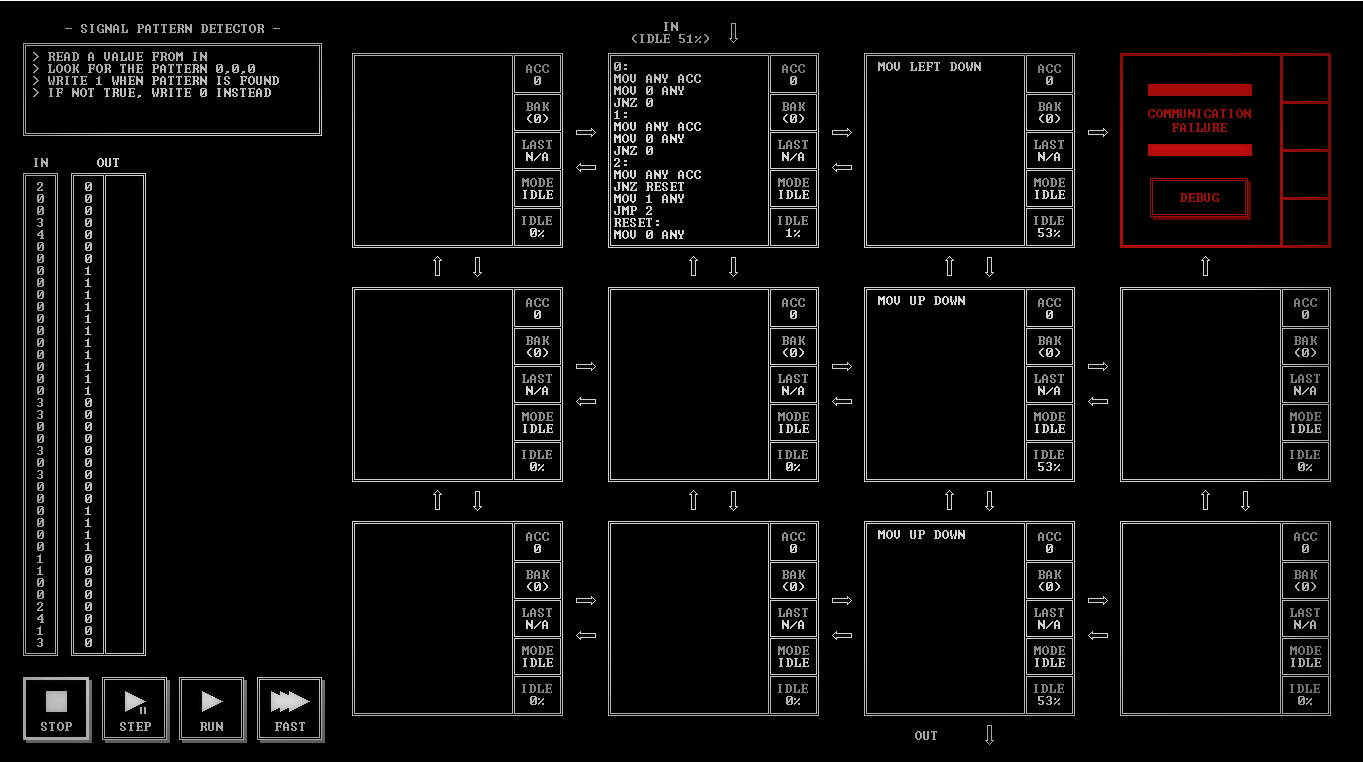 - SIGNAL PATTERN DETECTOR -
> READ A VALUE FROM IN
> LOOK FOR THE PATTERN 0,0,0
> WRITE 1 WHEN PATTERN IS FOUND
> IF NOT TRUE, WRITE 0 INSTEAD
IN OUT
2 0
0 0
0 0
3 0
4 0
0 0
0 0
0 1
0 1
0 1
0 1
0 1
0 1
0 1
0 1
0 1
0 1
0 1
3 0
3 0
0 0
0 0
3 0
0 0
3 0
0 0
0 0
0 1
0 1
0 1
0 1
1 0
1 0
0 0
0 0
2 0
4 0
1 0
3 0
STOP
STEP
RUN
FAST
IN
(IDLE 51%)
ACC
0
BAK
(0)
LAST
N/A
MODE
IDLE
IDLE
0%
0:
MOV ANY ACC
MOV 0 ANY
JNZ 0
1:
MOV ANY ACC
MOV 0 ANY
JNZ 0
2:
MOV ANY ACC
JNZ RESET
MOV 1 ANY
JMP 2
RESET:
MOV 0 ANY
ACC
0
BAK
(0)
LAST
N/A
MODE
IDLE
IDLE
1%
MOV LEFT DOWN
ACC
0
BAK
(0)
LAST
N/A
MODE
IDLE
IDLE
53%
COMMUNICATION
FAILURE
DEBUG
ACC
0
BAK
(0)
LAST
N/A
MODE
IDLE
IDLE
0%
ACC
0
BAK
(0)
LAST
N/A
MODE
IDLE
IDLE
0%
MOV UP DOWN
ACC
0
BAK
(0)
LAST
N/A
MODE
IDLE
IDLE
53%
ACC
0
BAK
(0)
LAST
N/A
MODE
IDLE
IDLE
0%
ACC
0
BAK
(0)
LAST
N/A
MODE
IDLE
IDLE
0%
ACC
0
BAK
(0)
LAST
N/A
MODE
IDLE
IDLE
0%
MOV UP DOWN
ACC
0
BAK
(0)
LAST
N/A
MODE
IDLE
IDLE
53%
ACC
0
BAK
(0)
LAST
N/A
MODE
IDLE
IDLE
0%
OUT